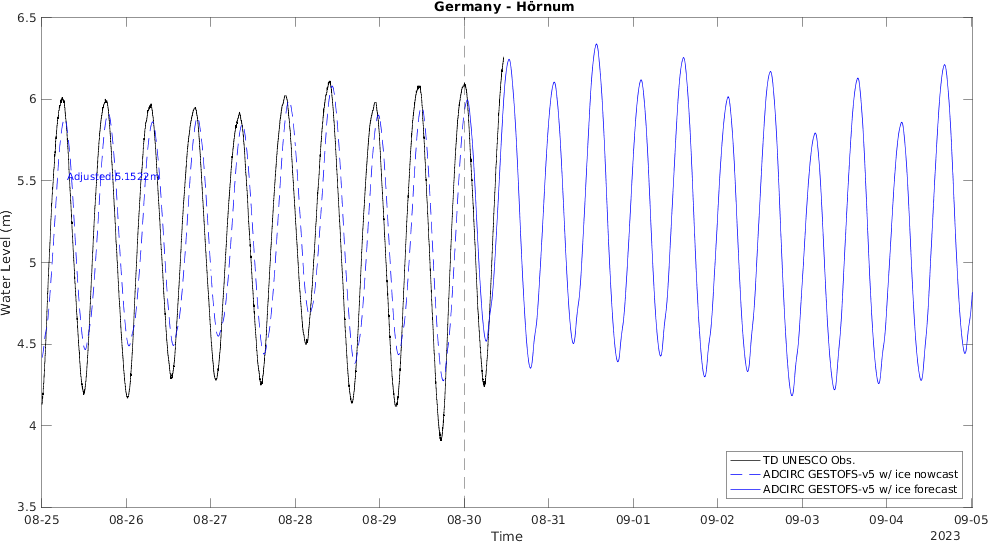 Germany - Hörnum
6.5
6
5.5
5
4.5
4
3.5
Water Level (m)
Adjusted 5.1522m
TD UNESCO Obs.
ADCIRC GESTOFS-v5 w/ ice nowcast
ADCIRC GESTOFS-v5 w/ ice forecast
08-25 08-26 08-27 08-28 08-29 08-30 08-31 09-01 09-02 09-03 09-04 09-05
Time
2023